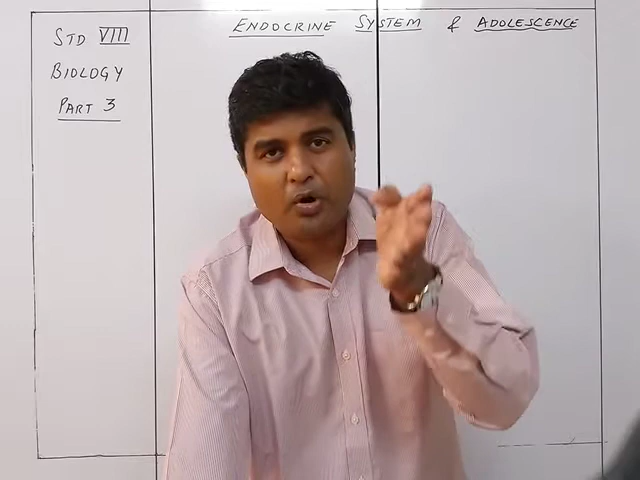 STD VIII
BIOLOGY
PART 3
ENDOCRINE SYSTEM & ADOLESCENCE